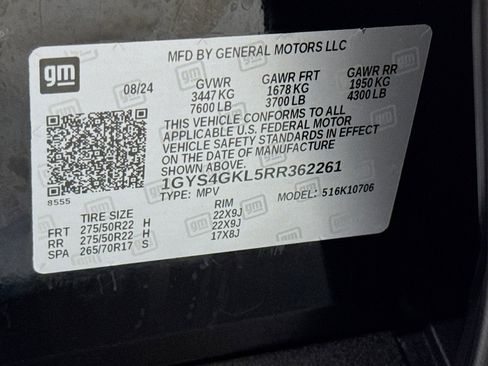 gm
MFD BY GENERAL MOTORS LLC
08/24 GVWR GAWR FRT GAWR RR
3447 KG 1678 KG 1950 KG
7600 LB 3700 LB 4300 LB
THIS VEHICLE CONFORMS TO ALL
APPLICABLE U.S. FEDERAL MOTOR
VEHICLE SAFETY STANDARDS IN EFFECT
ON THE DATE OF MANUFACTURE
SHOWN ABOVE.
1GYS4GKL5RR362261
8555 TYPE: MPV MODEL: 516K10706
TIRE SIZE RIM
FRT 275/50R22 H 22X9J
RR 275/50R22 H 22X9J
SPA 265/70R17 S 17X8J